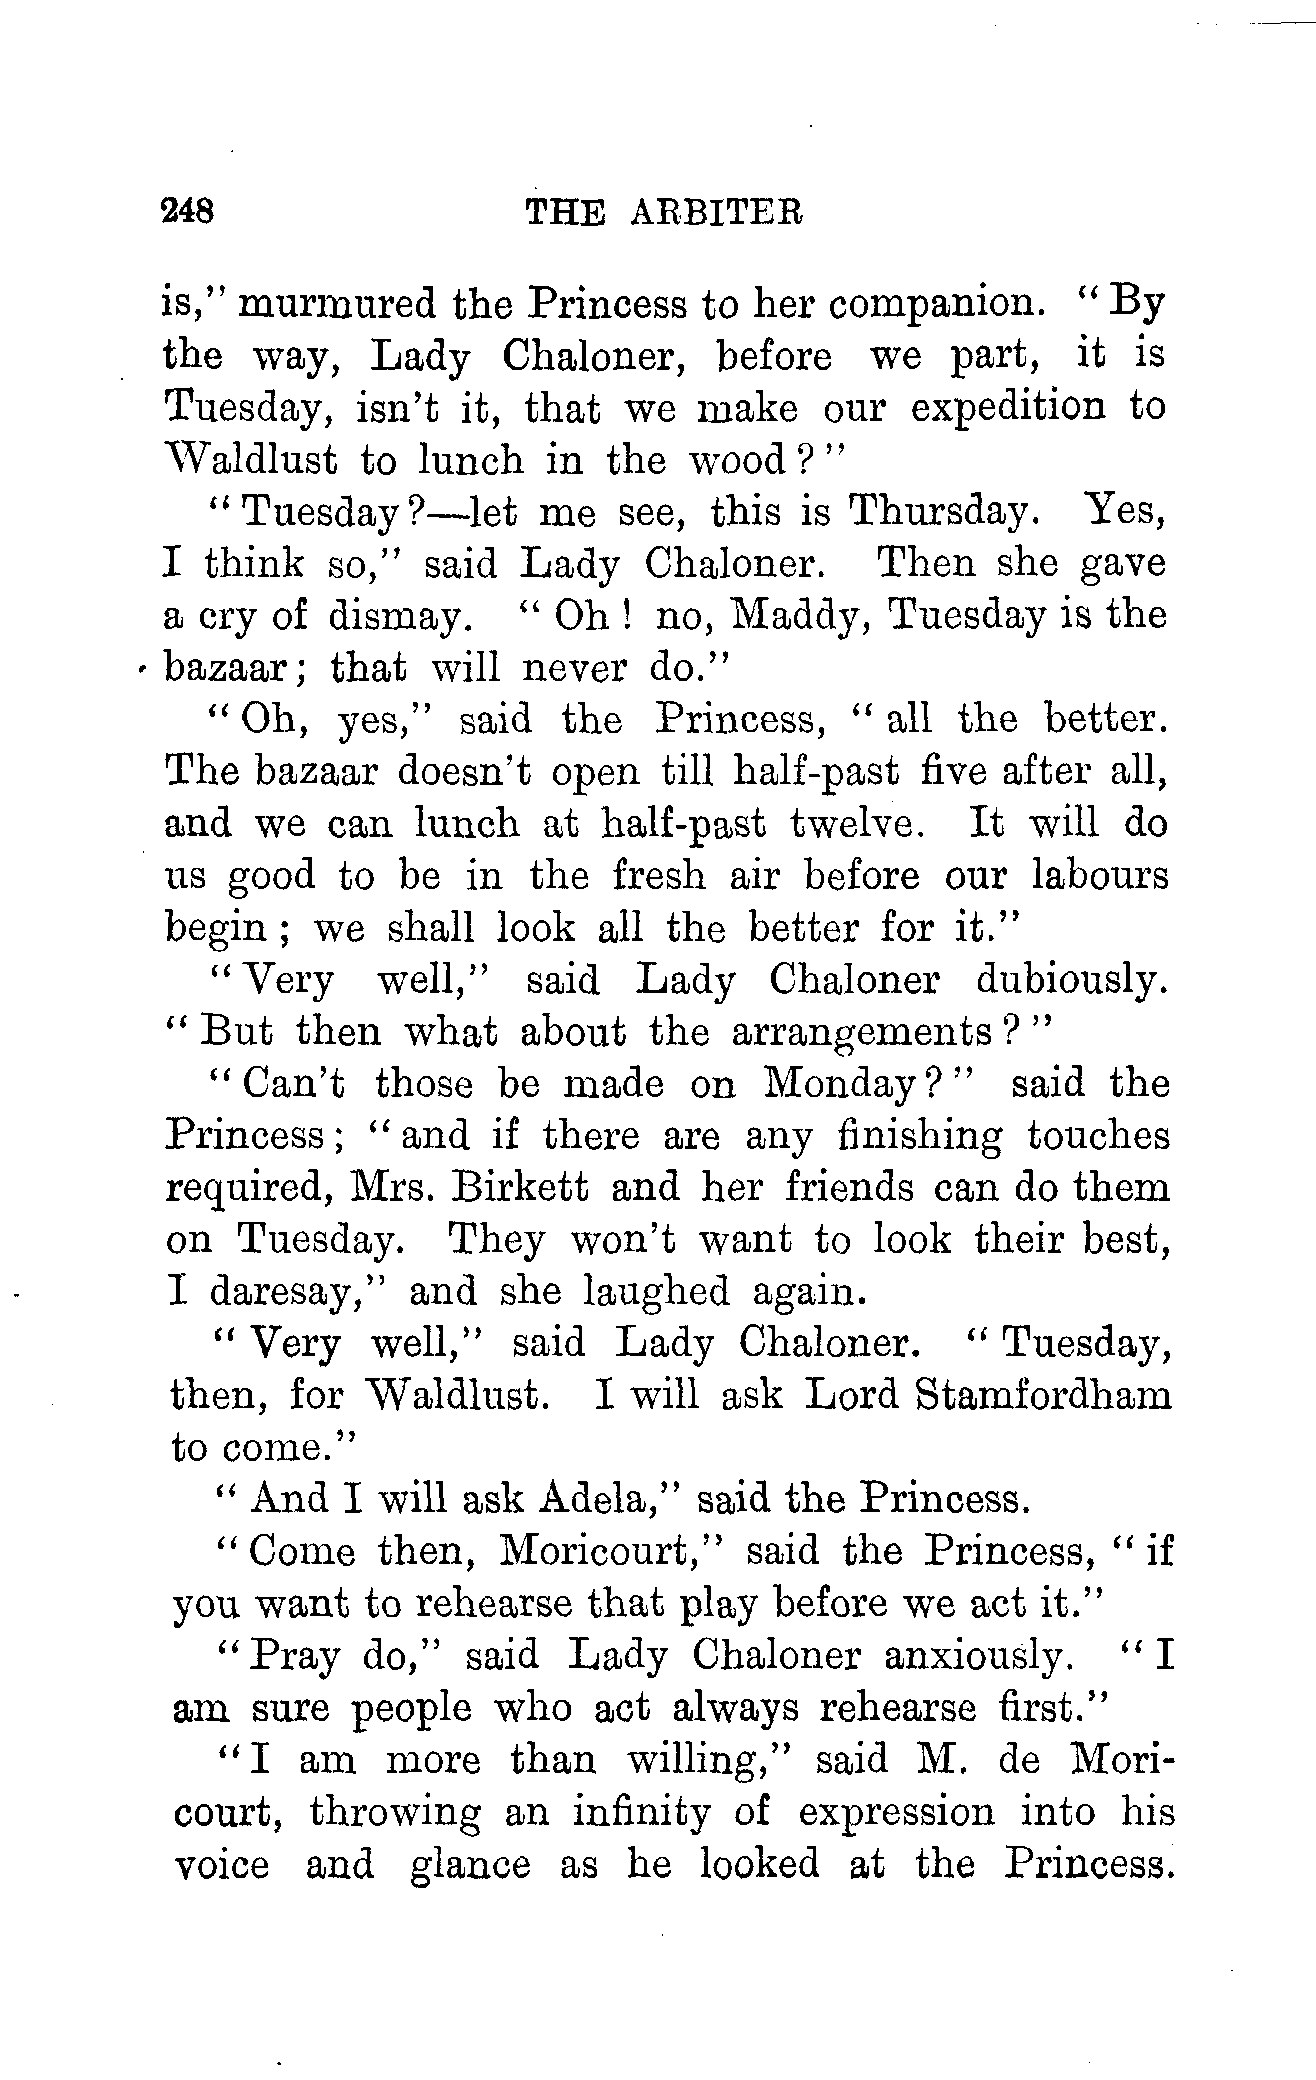 248 THE ARBITER
is," murmured the Princess to her companion. "By
the way, Lady Chaloner, before we part, it is
Tuesday, isn't it, that we make our expedition to
Waldlust to lunch in the wood?"
"Tuesday?—let me see, this is Thursday. Yes,
I think so," said Lady Chaloner. Then she gave
a cry of dismay. "Oh! no, Maddy, Tuesday is the
bazaar; that will never do."
"Oh, yes," said the Princess, "all the better.
The bazaar doesn't open till half-past five after all,
and we can lunch at half-past twelve. It will do
us good to be in the fresh air before our labours
begin; we shall look all the better for it."
"Very well," said Lady Chaloner dubiously.
"But then what about the arrangements?"
"Can't those be made on Monday?" said the
Princess; "and if there are any finishing touches
required, Mrs. Birkett and her friends can do them
on Tuesday. They won't want to look their best,
I daresay," and she laughed again.
"Very well," said Lady Chaloner. "Tuesday,
then, for Waldlust. I will ask Lord Stamfordham
to come."
"And I will ask Adela," said the Princess.
"Come then, Moricourt," said the Princess, "if
you want to rehearse that play before we act it."
"Pray do," said Lady Chaloner anxiously. "I
am sure people who act always rehearse first."
"I am more than willing," said M. de Mori-
court, throwing an infinity of expression into his
voice and glance as he looked at the Princess.